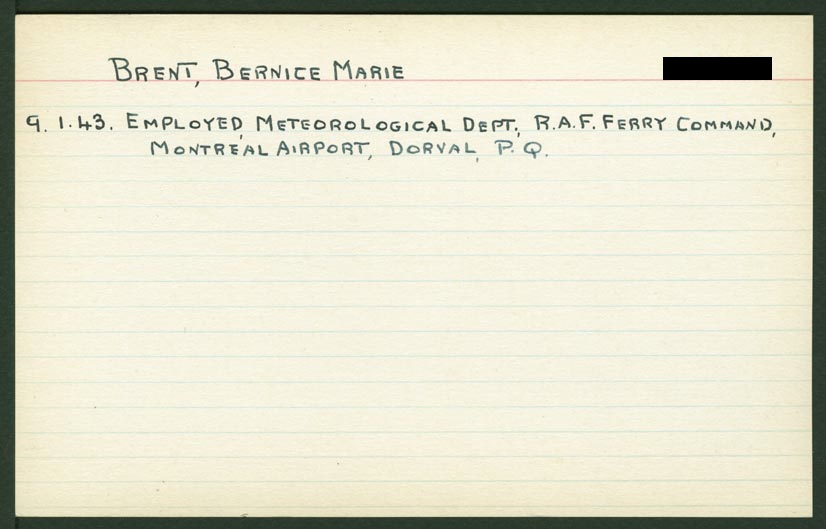 BRENT, BERNICE MARIE
9.1.43. EMPLOYED, METEOROLOGICAL DEPT., R.A.F. FERRY COMMAND,
MONTREAL AIRPORT, DORVAL, P.Q.